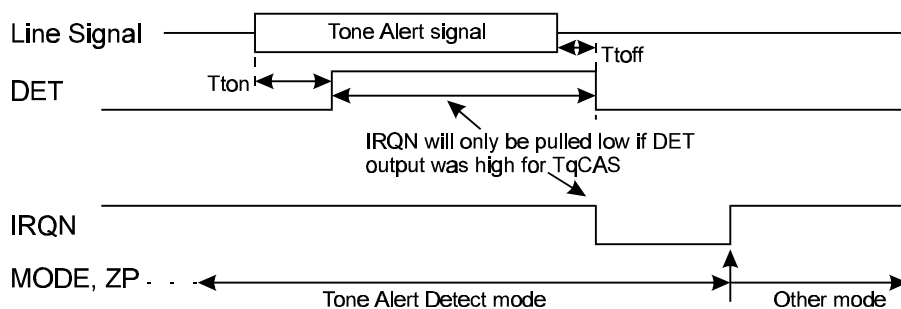 Line Signal
Tone Alert signal
Ttoff
Tton
DET
IRQN will only be pulled low if DET
output was high for TqCAS
IRQN
MODE, ZP
Tone Alert Detect mode
Other mode